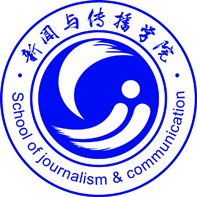 ·新闻与传播学院·
School of journalism & communication